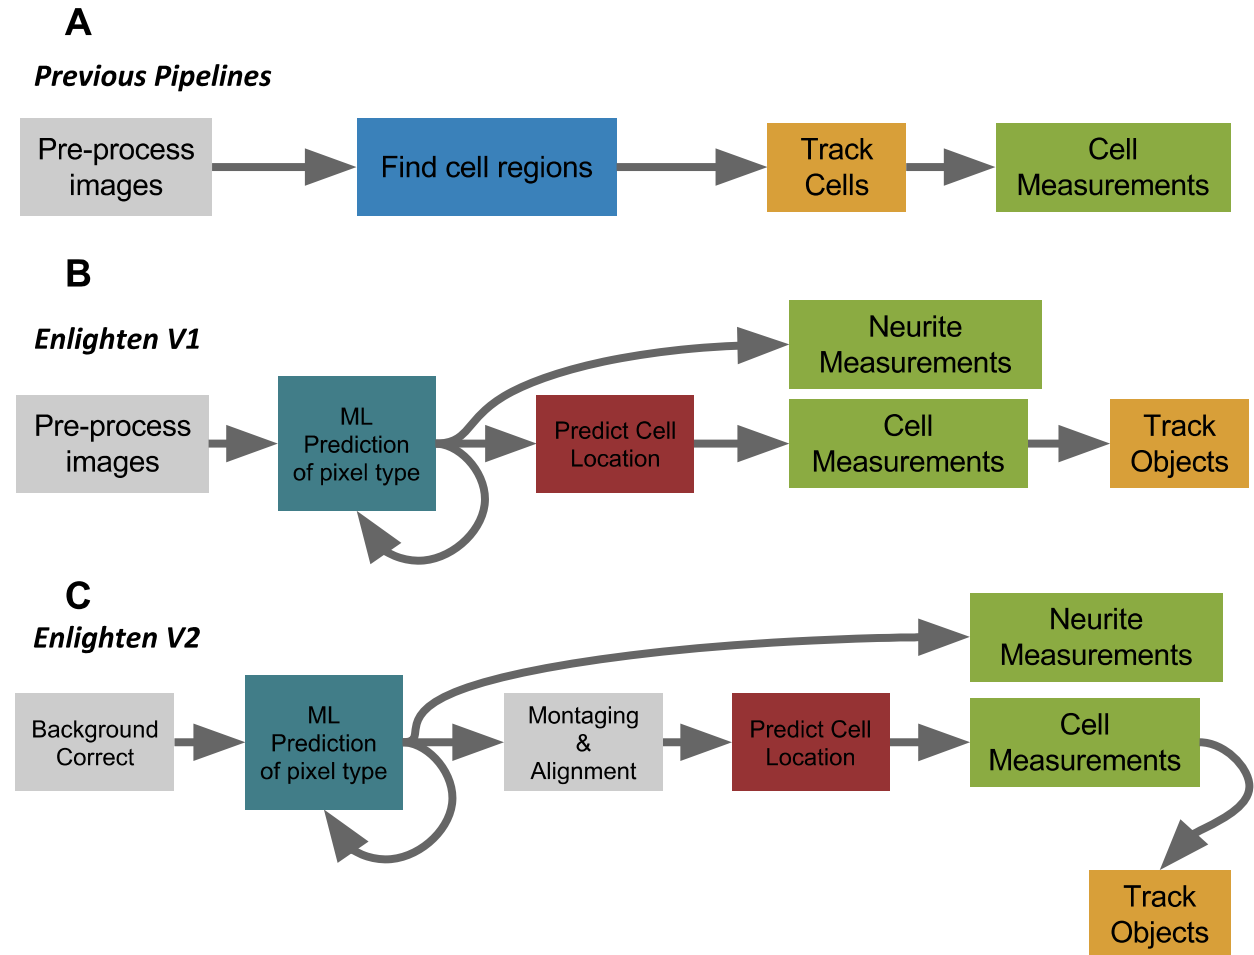 A
Previous Pipelines
Pre-process
images
Find cell regions
Track
Cells
Cell
Measurements
B
Enlighten V1
Pre-process
images
ML
Prediction
of pixel type
Neurite
Measurements
Predict Cell
Location
Cell
Measurements
Track
Objects
C
Enlighten V2
Background
Correct
ML
Prediction
of pixel type
Neurite
Measurements
Montaging
&
Alignment
Predict Cell
Location
Cell
Measurements
Track
Objects